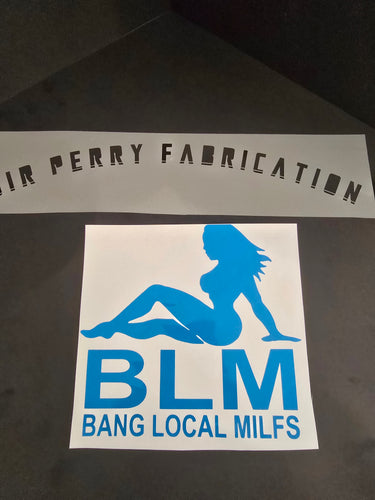 PERRY FABRICATION
BLM
BANG LOCAL MILFS